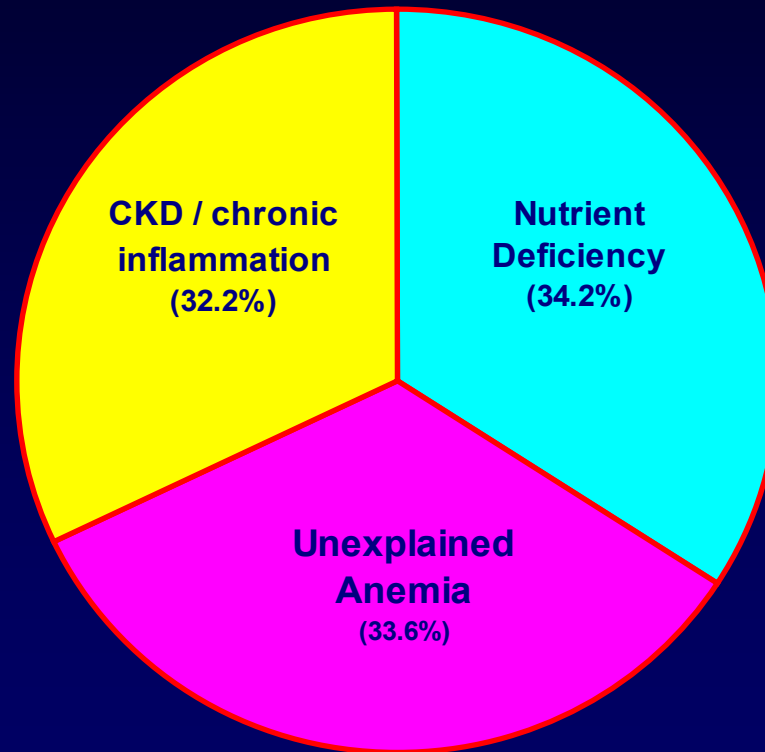 CKD / chronic
inflammation
(32.2%)
Nutrient
Deficiency
(34.2%)
Unexplained
Anemia
(33.6%)